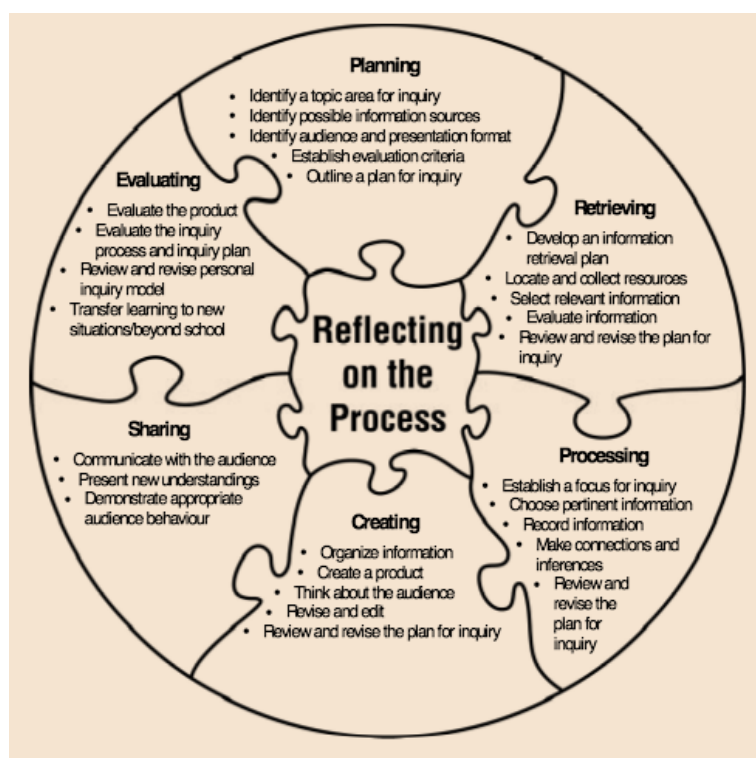 Planning
• Identify a topic area for inquiry
• Identify possible information sources
• Identify audience and presentation format
• Establish evaluation criteria
• Outline a plan for inquiry
Retrieving
• Develop an information
retrieval plan
• Locate and collect resources
• Select relevant information
• Evaluate information
• Review and revise the plan for
inquiry
Processing
• Establish a focus for inquiry
• Choose pertinent information
• Record information
• Make connections and
inferences
• Review and
revise the
plan for
inquiry
Creating
• Organize information
• Create a product
• Think about the audience
• Revise and edit
• Review and revise the plan for inquiry
Sharing
• Communicate with the audience
• Present new understandings
• Demonstrate appropriate
audience behaviour
Evaluating
• Evaluate the product
• Evaluate the inquiry
process and inquiry plan
• Review and revise personal
inquiry model
• Transfer learning to new
situations/beyond school
Reflecting
on the
Process